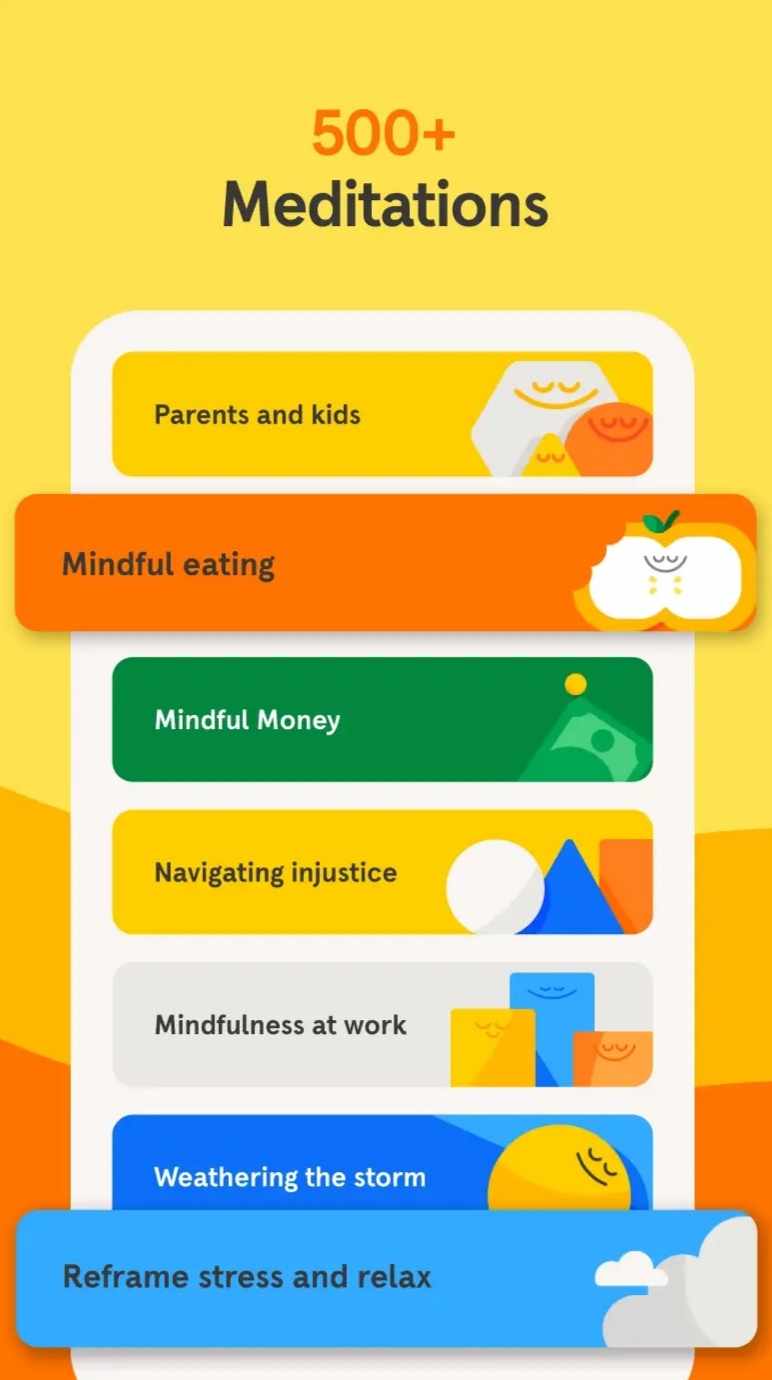 500+
Meditations
Parents and kids
Mindful eating
Mindful Money
Navigating injustice
Mindfulness at work
Weathering the storm
Reframe stress and relax